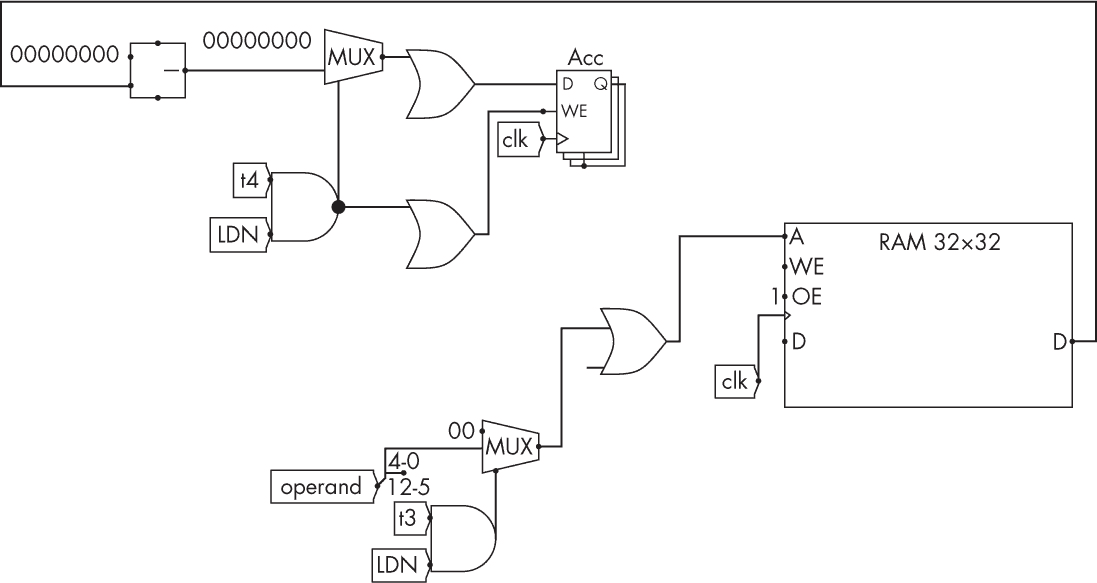 00000000
00000000
MUX
Acc
D Q
WE
clk
t4
LDN
A
RAM 32×32
WE
1 OE
D
D
clk
00
MUX
4-0
operand
12-5
t3
LDN